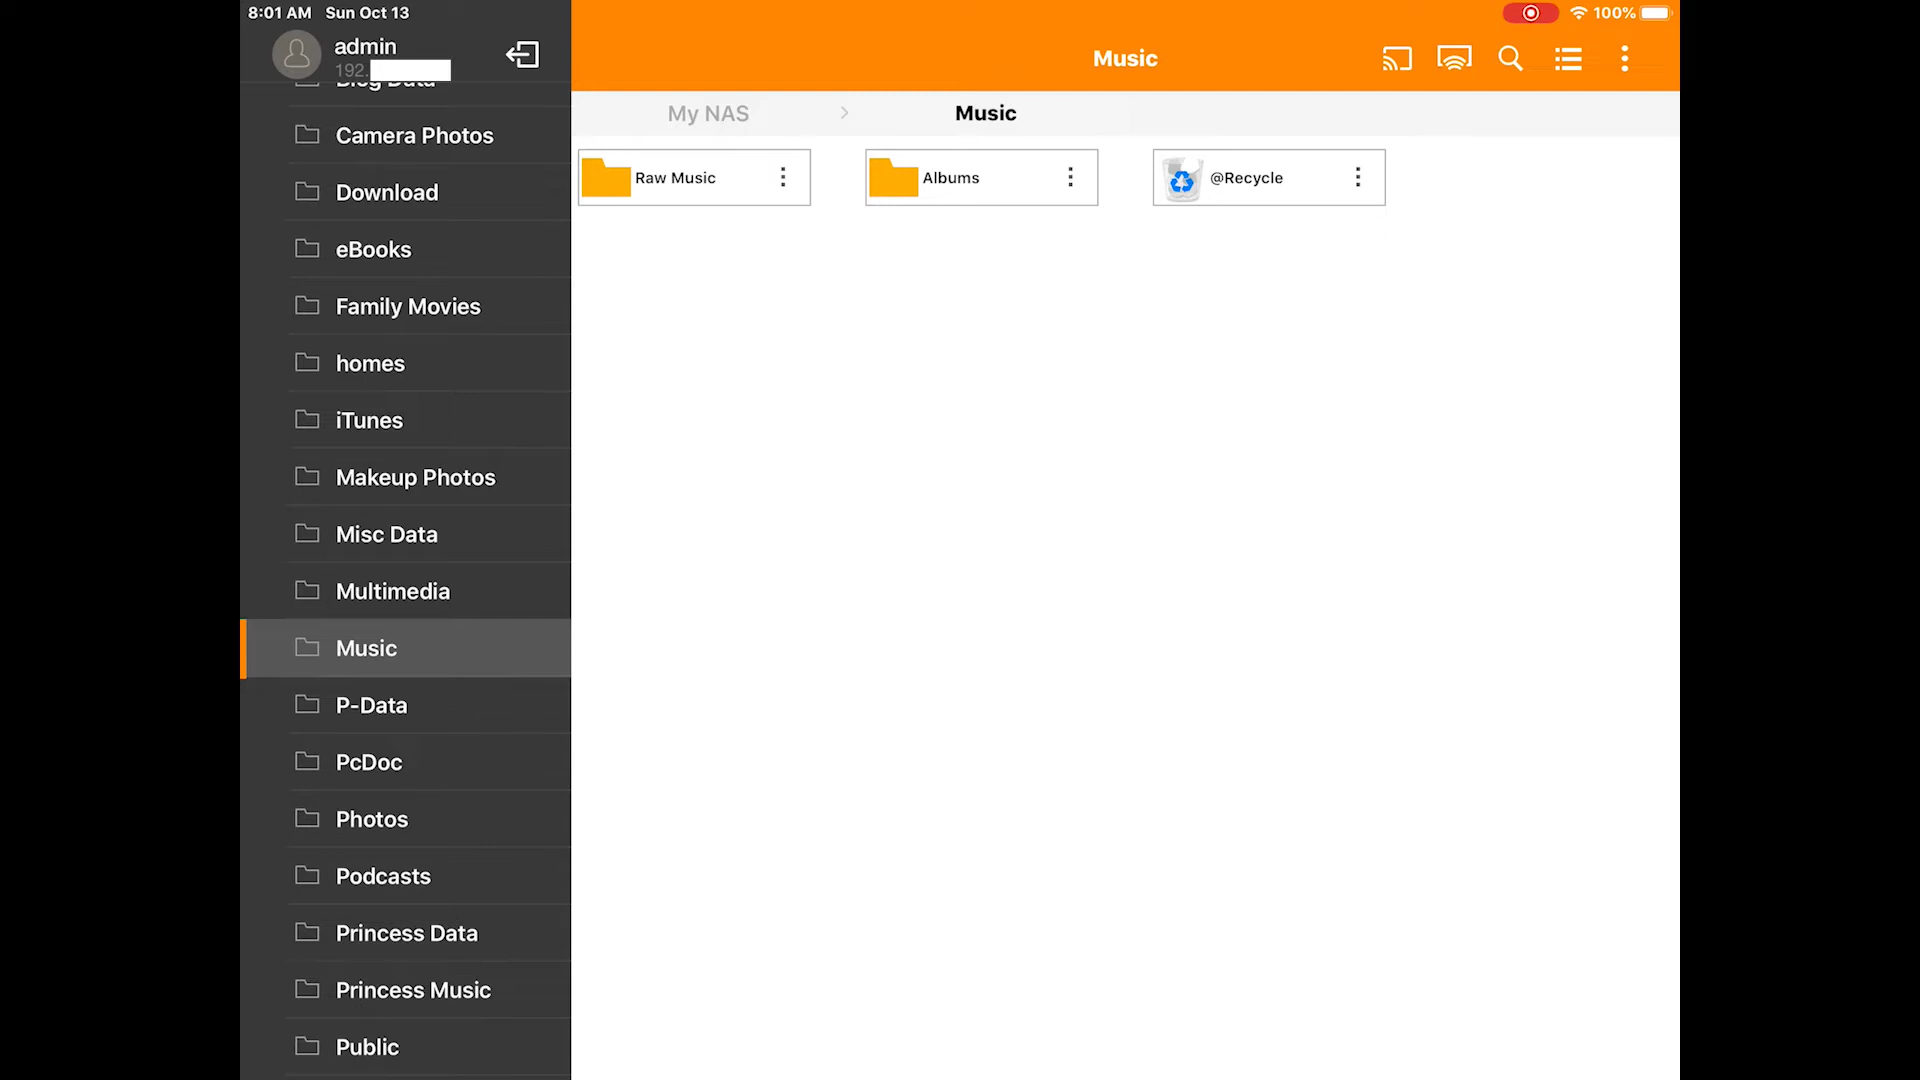 8:01 AM Sun Oct 13
100%
admin
192.
Music
Blog Data
My NAS > Music
Camera Photos
Download
eBooks
Family Movies
homes
iTunes
Makeup Photos
Misc Data
Multimedia
Music
P-Data
PcDoc
Photos
Podcasts
Princess Data
Princess Music
Public
Raw Music
Albums
@Recycle